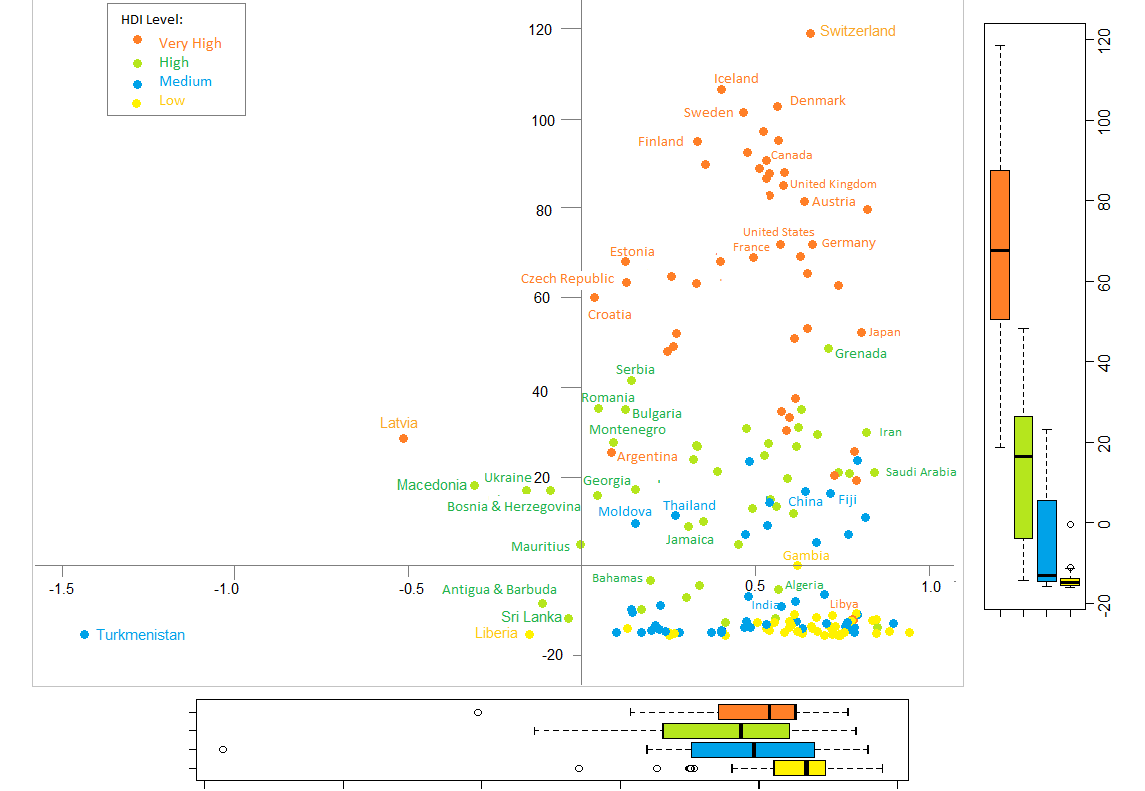 HDI Level:
Very High
High
Medium
Low
120
Switzerland
Iceland
Denmark
Sweden
100
Finland
Canada
United Kingdom
Austria
80
United States
France
Germany
Estonia
Czech Republic
60
Croatia
Japan
Grenada
Serbia
40
Romania
Bulgaria
Latvia
Montenegro
Iran
Argentina
Saudi Arabia
Ukraine
20
Georgia
Macedonia
Bosnia & Herzegovina
Moldova
Thailand
China
Fiji
Jamaica
Mauritius
Gambia
-1.5
-1.0
-0.5
0.5
1.0
Bahamas
Algeria
Antigua & Barbuda
India
Libya
Sri Lanka
Liberia
Turkmenistan
-20
120
100
80
60
40
20
0
-20